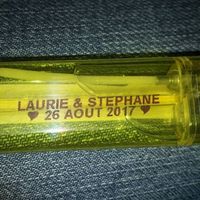 LAURIE & STEPHANE
♥ 26 AOUT 2017 ♥